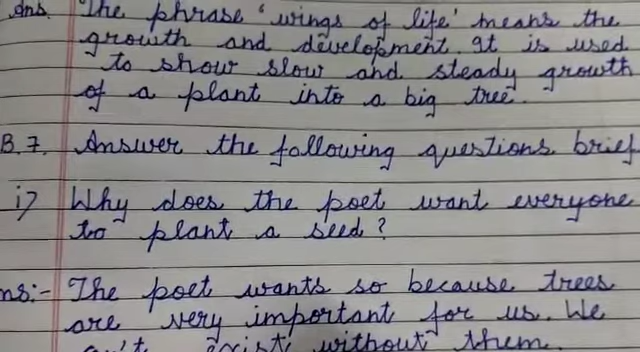 Ans. The phrase 'wings of life' means the
growth and development. It is used
to show slow and steady growth
of a plant into a big tree.
B.7. Answer the following questions brief
i) Why does the poet want everyone
to plant a seed?
ns:- The poet wants so because trees
are very important for us. We
can't exist without them.